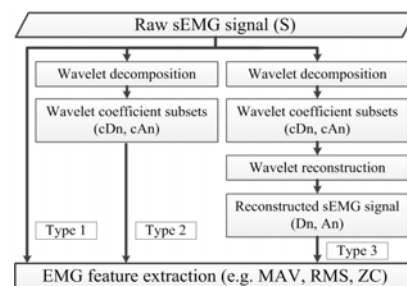 Raw sEMG signal (S)
Wavelet decomposition
Wavelet coefficient subsets
(cDn, cAn)
Wavelet decomposition
Wavelet coefficient subsets
(cDn, cAn)
Wavelet reconstruction
Reconstructed sEMG signal
(Dn, An)
Type 1
Type 2
Type 3
EMG feature extraction (e.g. MAV, RMS, ZC)